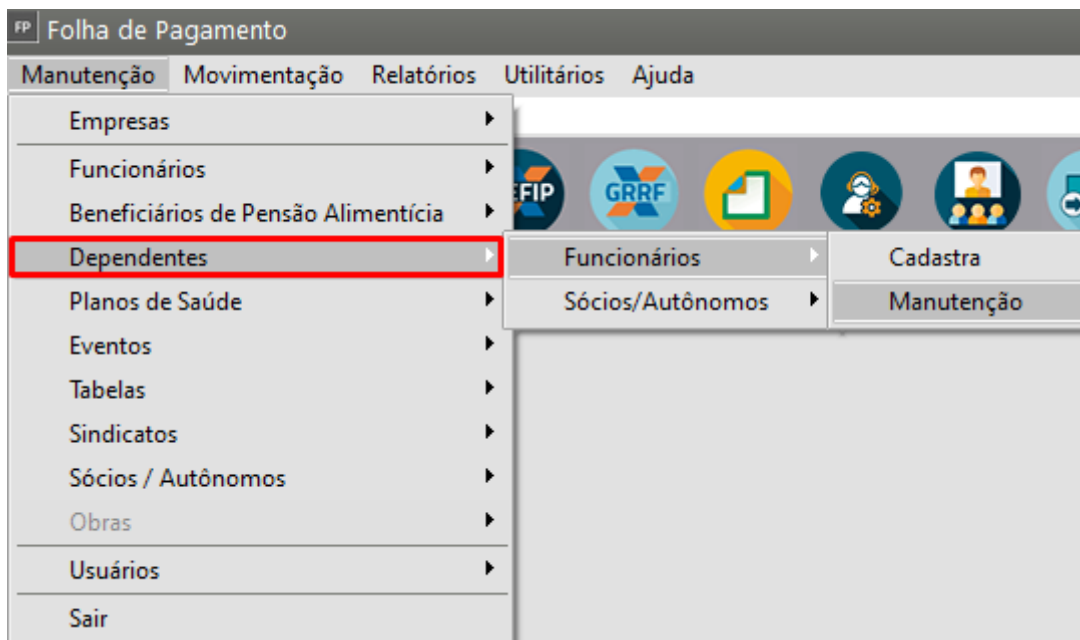 FP Folha de Pagamento
Manutenção Movimentação Relatórios Utilitários Ajuda
Empresas
Funcionários
EFIP GRRF
Beneficiários de Pensão Alimentícia
Dependentes Funcionários Cadastra
Planos de Saúde Sócios/Autônomos Manutenção
Eventos
Tabelas
Sindicatos
Sócios / Autônomos
Obras
Usuários
Sair